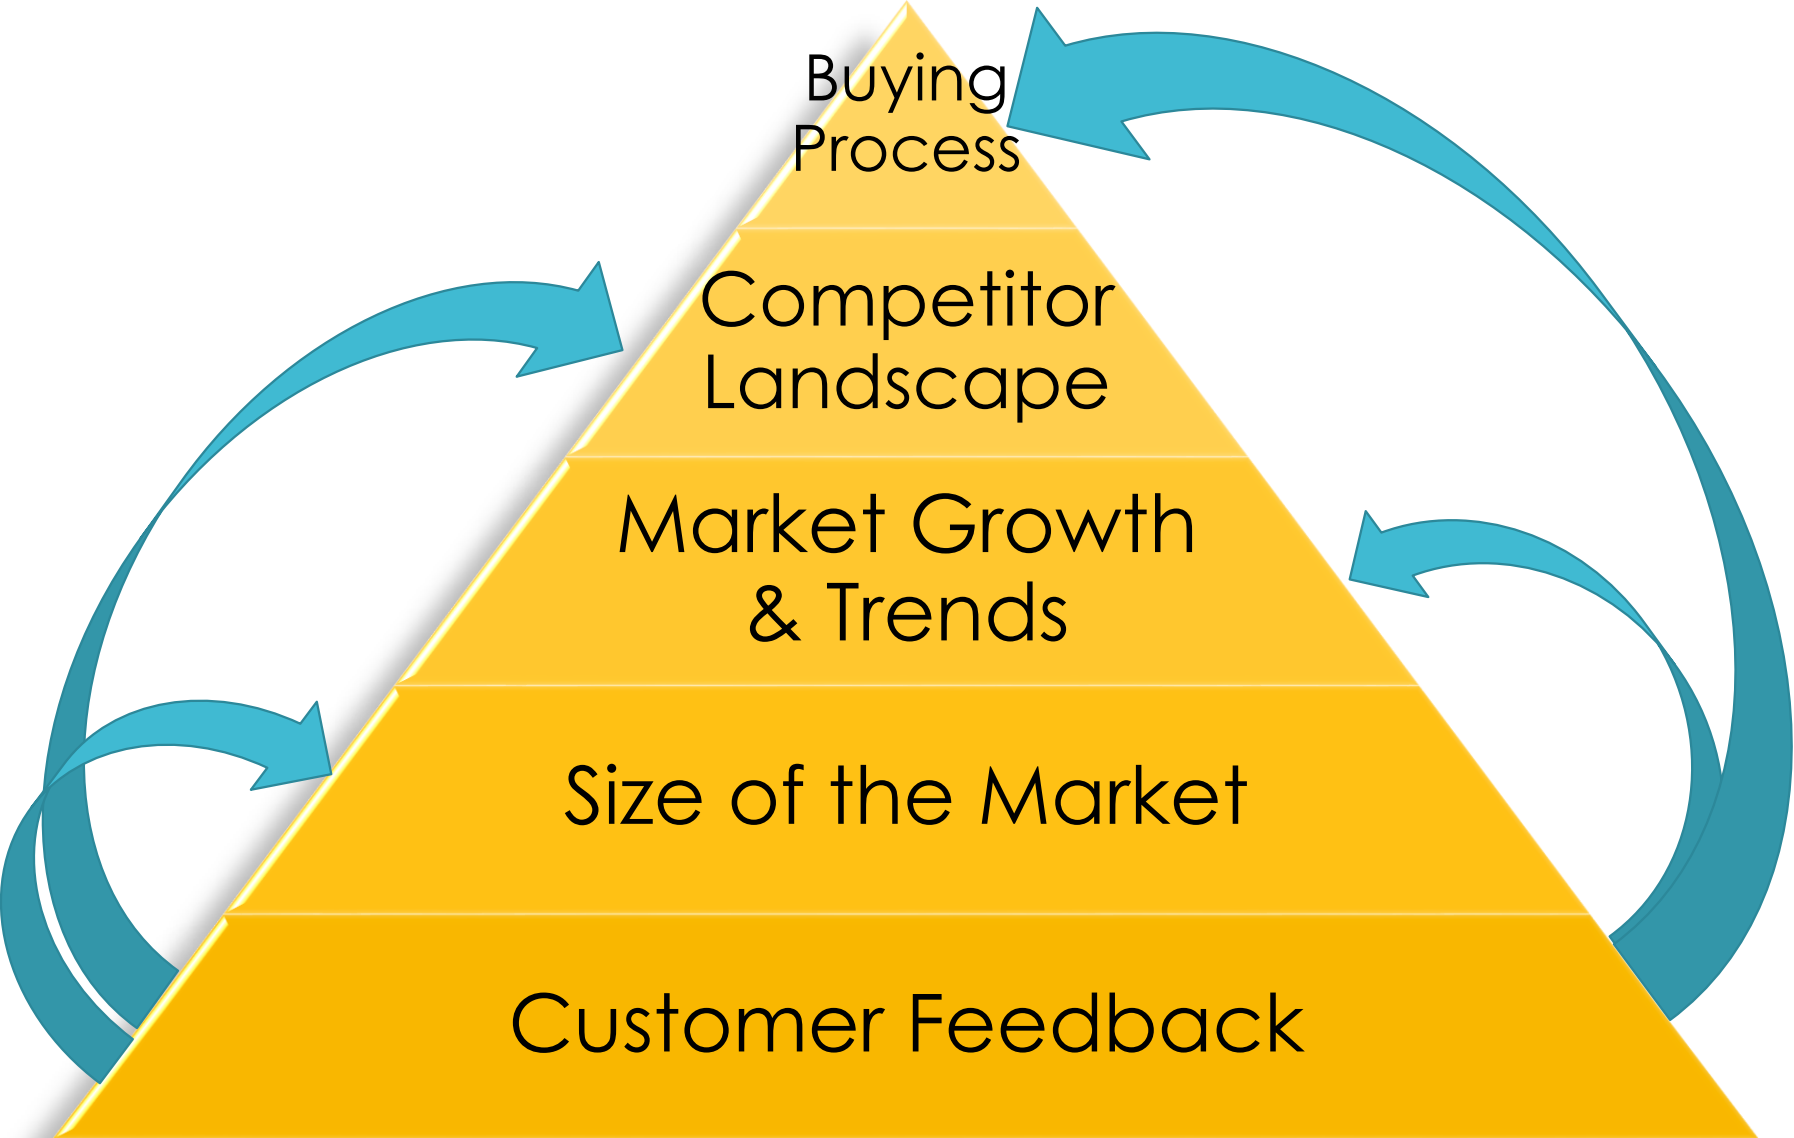 Buying
Process
Competitor
Landscape
Market Growth
& Trends
Size of the Market
Customer Feedback